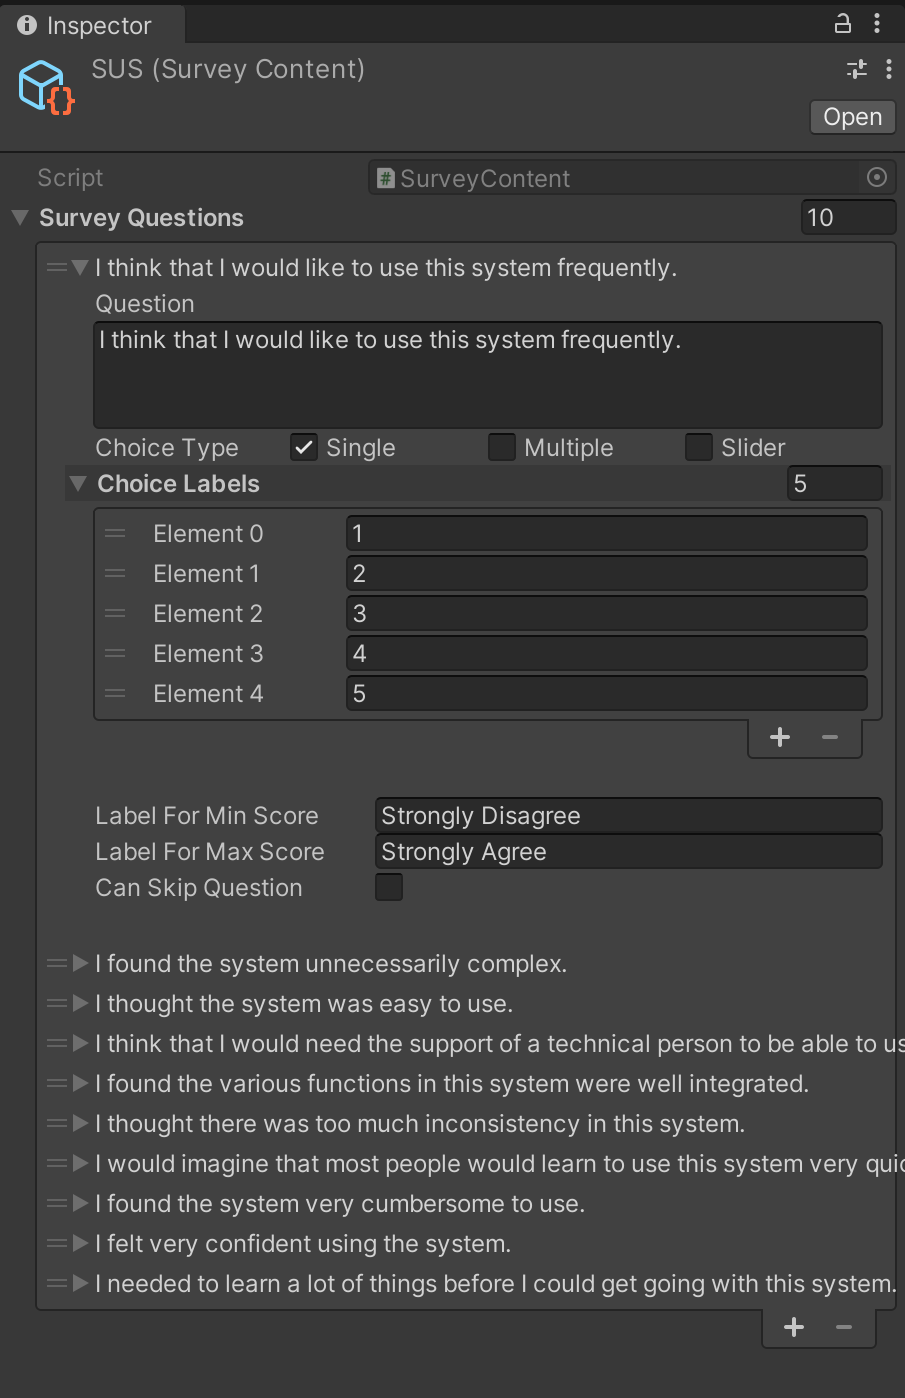 Inspector
SUS (Survey Content)
Open
Script # SurveyContent
Survey Questions 10
I think that I would like to use this system frequently.
Question
I think that I would like to use this system frequently.
Choice Type Single Multiple Slider
Choice Labels 5
Element 0 1
Element 1 2
Element 2 3
Element 3 4
Element 4 5
+ −
Label For Min Score Strongly Disagree
Label For Max Score Strongly Agree
Can Skip Question
I found the system unnecessarily complex.
I thought the system was easy to use.
I think that I would need the support of a technical person to be able to us
I found the various functions in this system were well integrated.
I thought there was too much inconsistency in this system.
I would imagine that most people would learn to use this system very quic
I found the system very cumbersome to use.
I felt very confident using the system.
I needed to learn a lot of things before I could get going with this system.
+ −